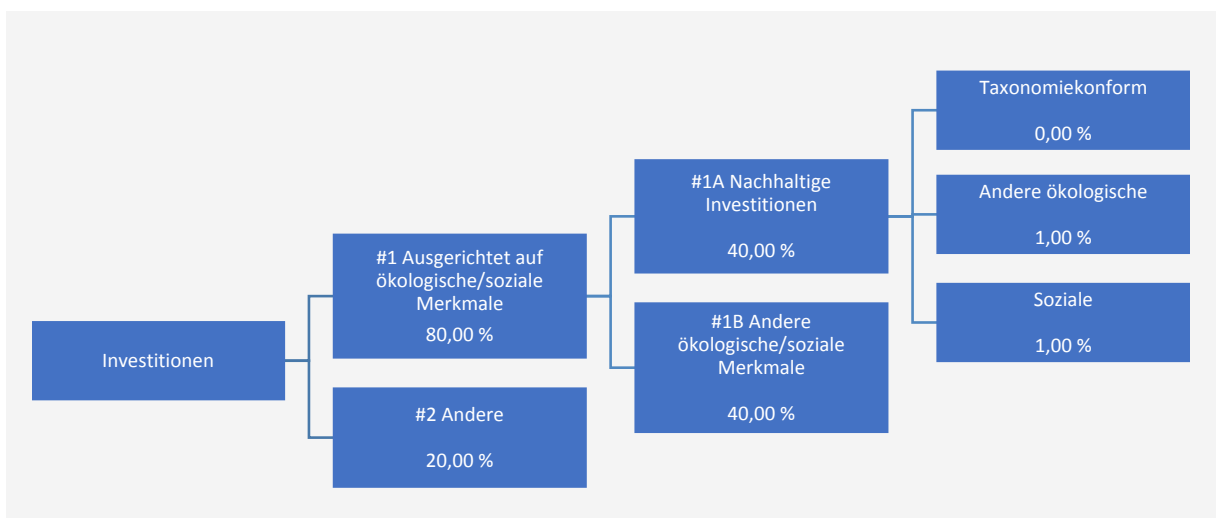 Investitionen
#1 Ausgerichtet auf
ökologische/soziale
Merkmale
80,00 %
#2 Andere
20,00 %
#1A Nachhaltige
Investitionen
40,00 %
#1B Andere
ökologische/soziale
Merkmale
40,00 %
Taxonomiekonform
0,00 %
Andere ökologische
1,00 %
Soziale
1,00 %